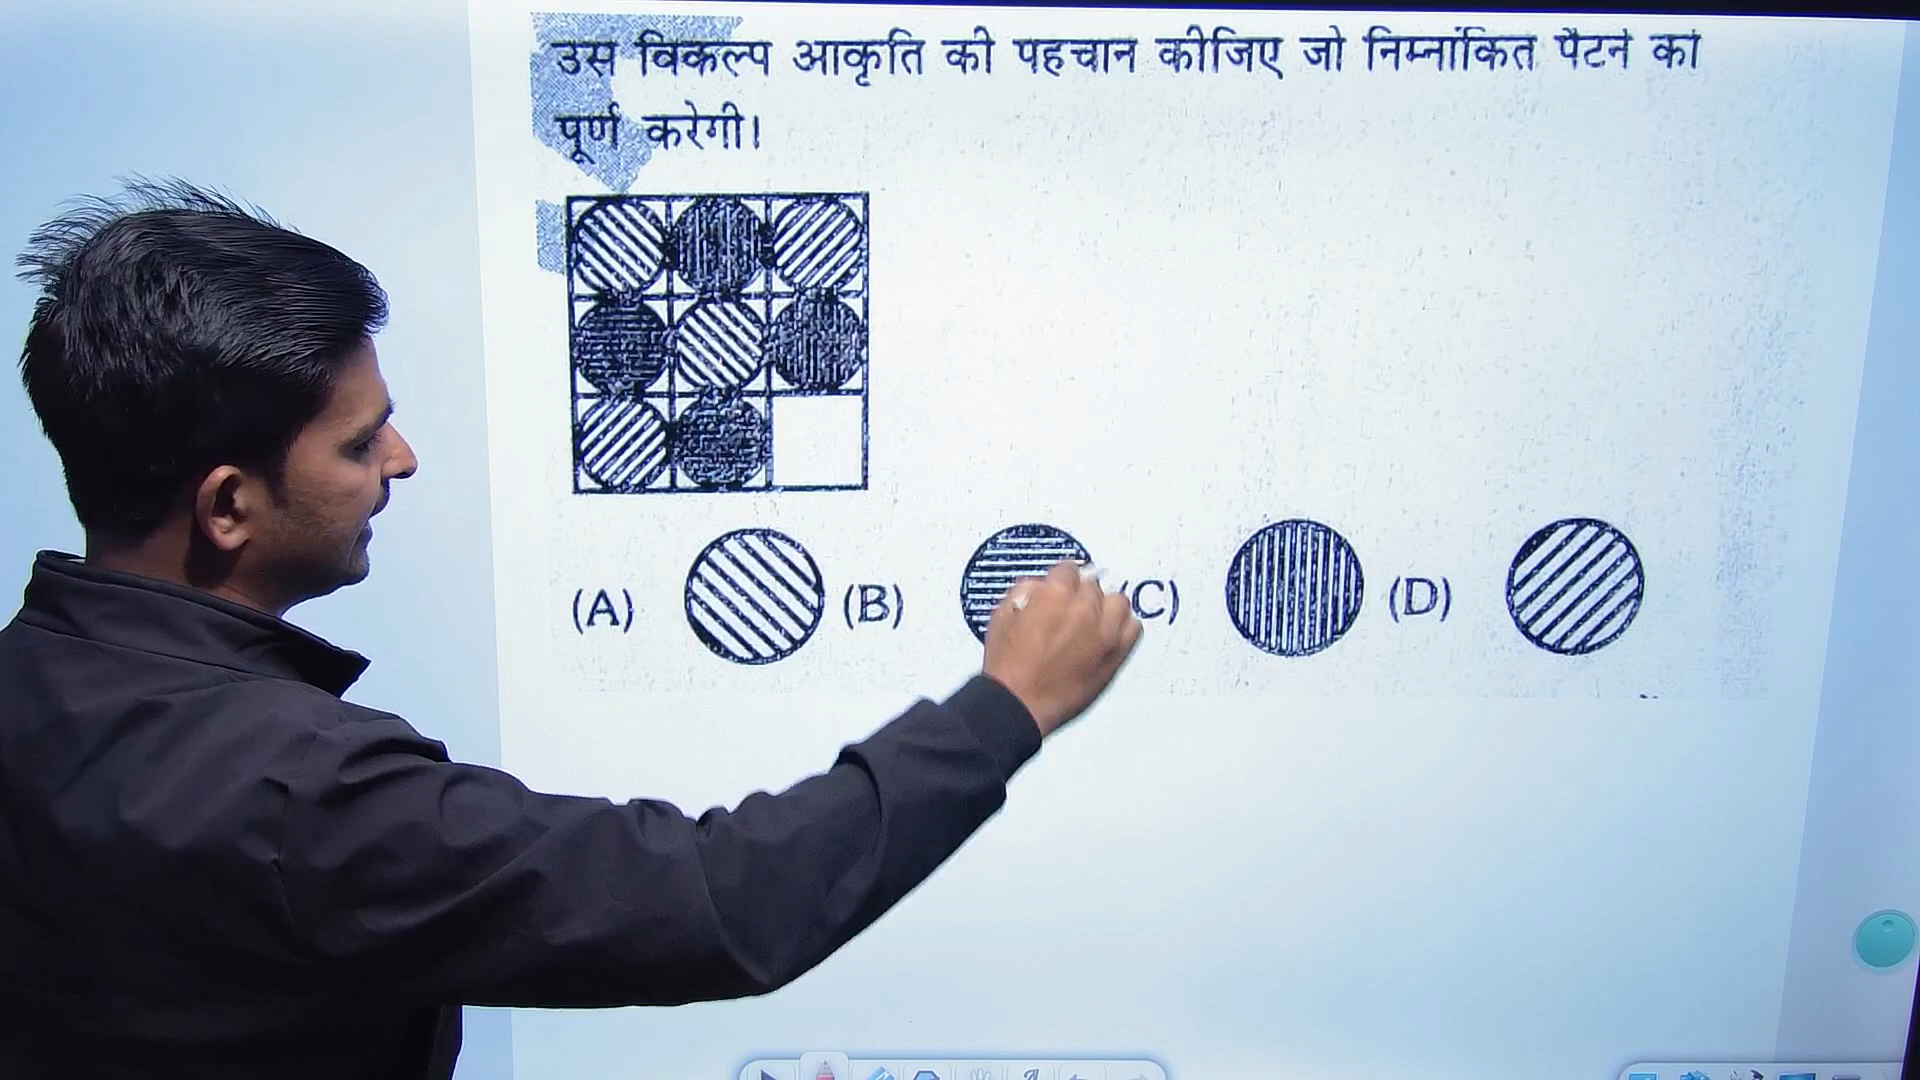 उस विकल्प आकृति की पहचान कीजिए जो निम्नांकित पैटर्न को
पूर्ण करेगी।
(A) (B) (C) (D)